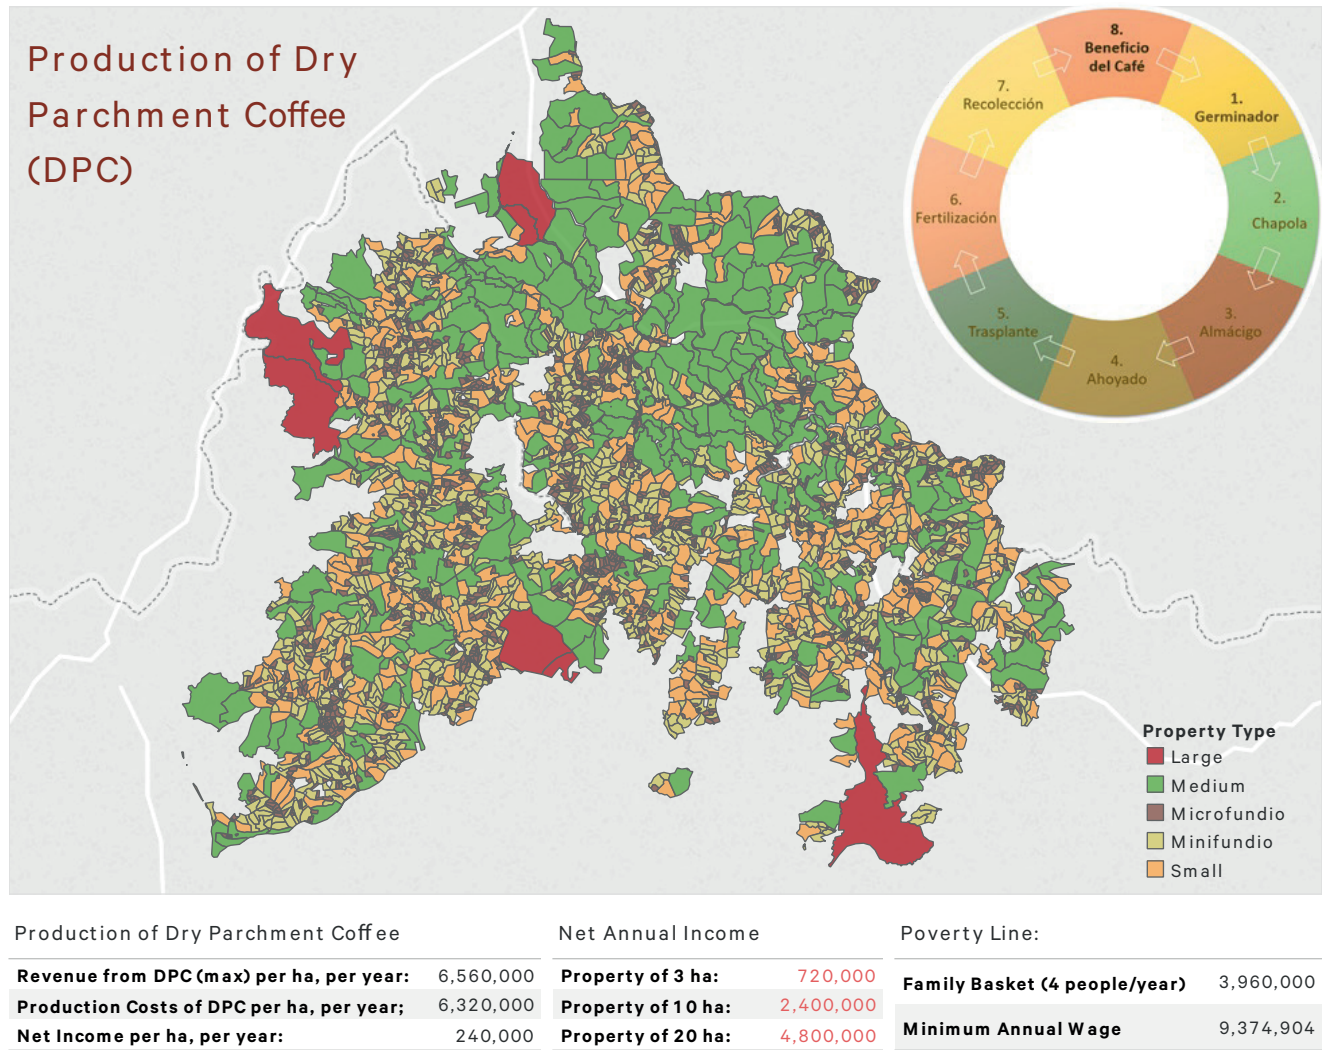 Production of Dry
Parchment Coffee
(DPC)
8.
Beneficio
del Café
1.
Germinador
2.
Chapola
3.
Almácigo
4.
Ahoyado
5.
Trasplante
6.
Fertilización
7.
Recolección
Property Type
Large
Medium
Microfundio
Minifundio
Small
Production of Dry Parchment Coffee
Revenue from DPC (max) per ha, per year: 6,560,000
Production Costs of DPC per ha, per year; 6,320,000
Net Income per ha, per year: 240,000
Net Annual Income
Property of 3 ha: 720,000
Property of 10 ha: 2,400,000
Property of 20 ha: 4,800,000
Poverty Line:
Family Basket (4 people/year) 3,960,000
Minimum Annual Wage 9,374,904